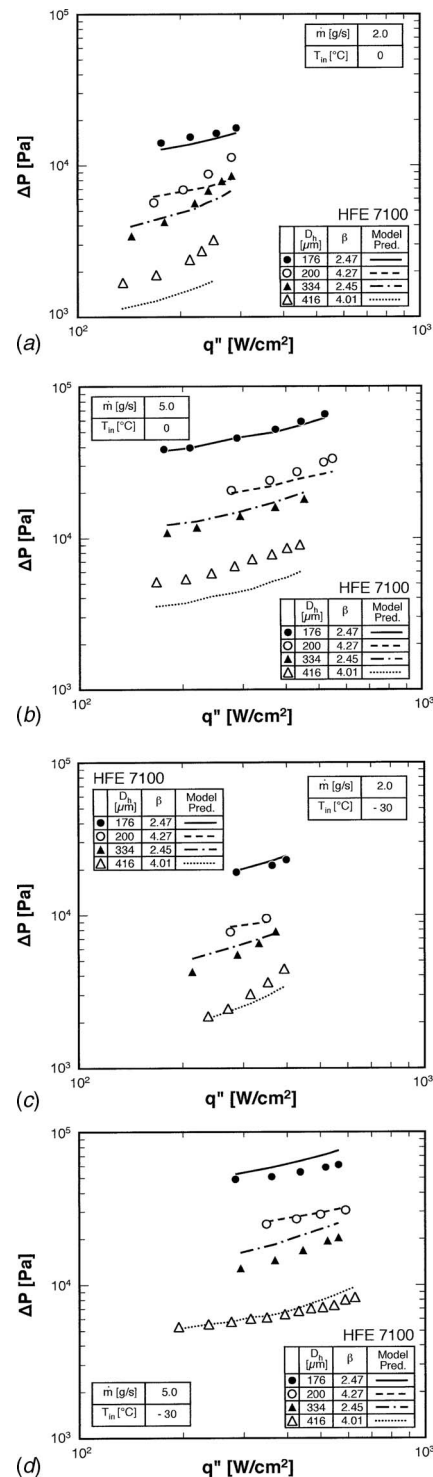 10⁵
ṁ [g/s] 2.0
T_in [°C] 0
ΔP [Pa]
10⁴
HFE 7100
D_h [µm] β Model Pred.
176 2.47
200 4.27
334 2.45
416 4.01
10³
10² 10³
(a) q" [W/cm²]
10⁵
ṁ [g/s] 5.0
T_in [°C] 0
ΔP [Pa]
10⁴
HFE 7100
D_h [µm] β Model Pred.
176 2.47
200 4.27
334 2.45
416 4.01
10³
10² 10³
(b) q" [W/cm²]
10⁵
HFE 7100
D_h [µm] β Model Pred.
176 2.47
200 4.27
334 2.45
416 4.01
ṁ [g/s] 2.0
T_in [°C] - 30
ΔP [Pa]
10⁴
10³
10² 10³
(c) q" [W/cm²]
10⁵
ΔP [Pa]
10⁴
HFE 7100
D_h [µm] β Model Pred.
176 2.47
200 4.27
334 2.45
416 4.01
ṁ [g/s] 5.0
T_in [°C] - 30
10³
10² 10³
(d) q" [W/cm²]